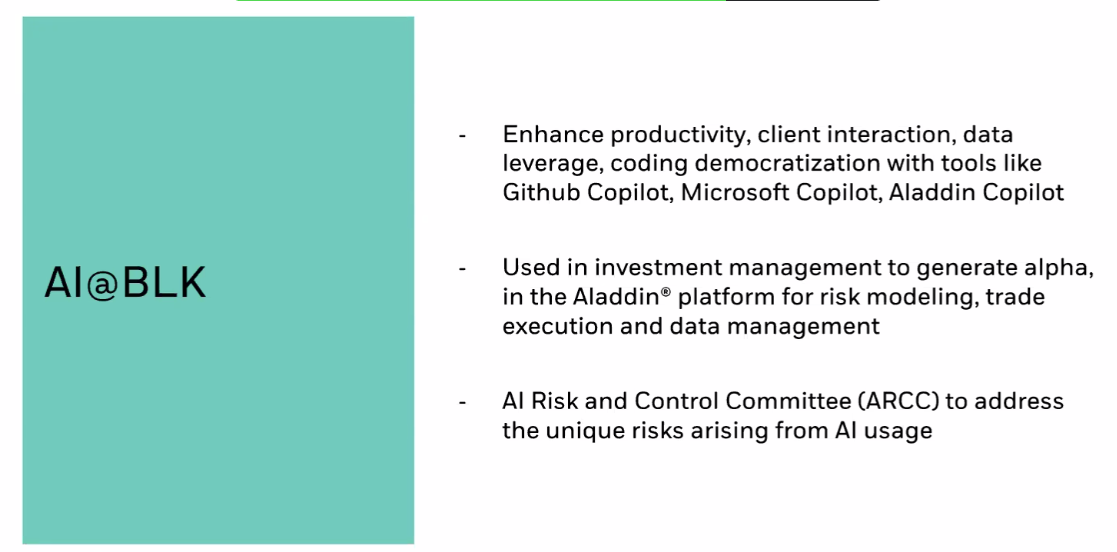 AI@BLK
- Enhance productivity, client interaction, data
leverage, coding democratization with tools like
Github Copilot, Microsoft Copilot, Aladdin Copilot
- Used in investment management to generate alpha,
in the Aladdin® platform for risk modeling, trade
execution and data management
- AI Risk and Control Committee (ARCC) to address
the unique risks arising from AI usage